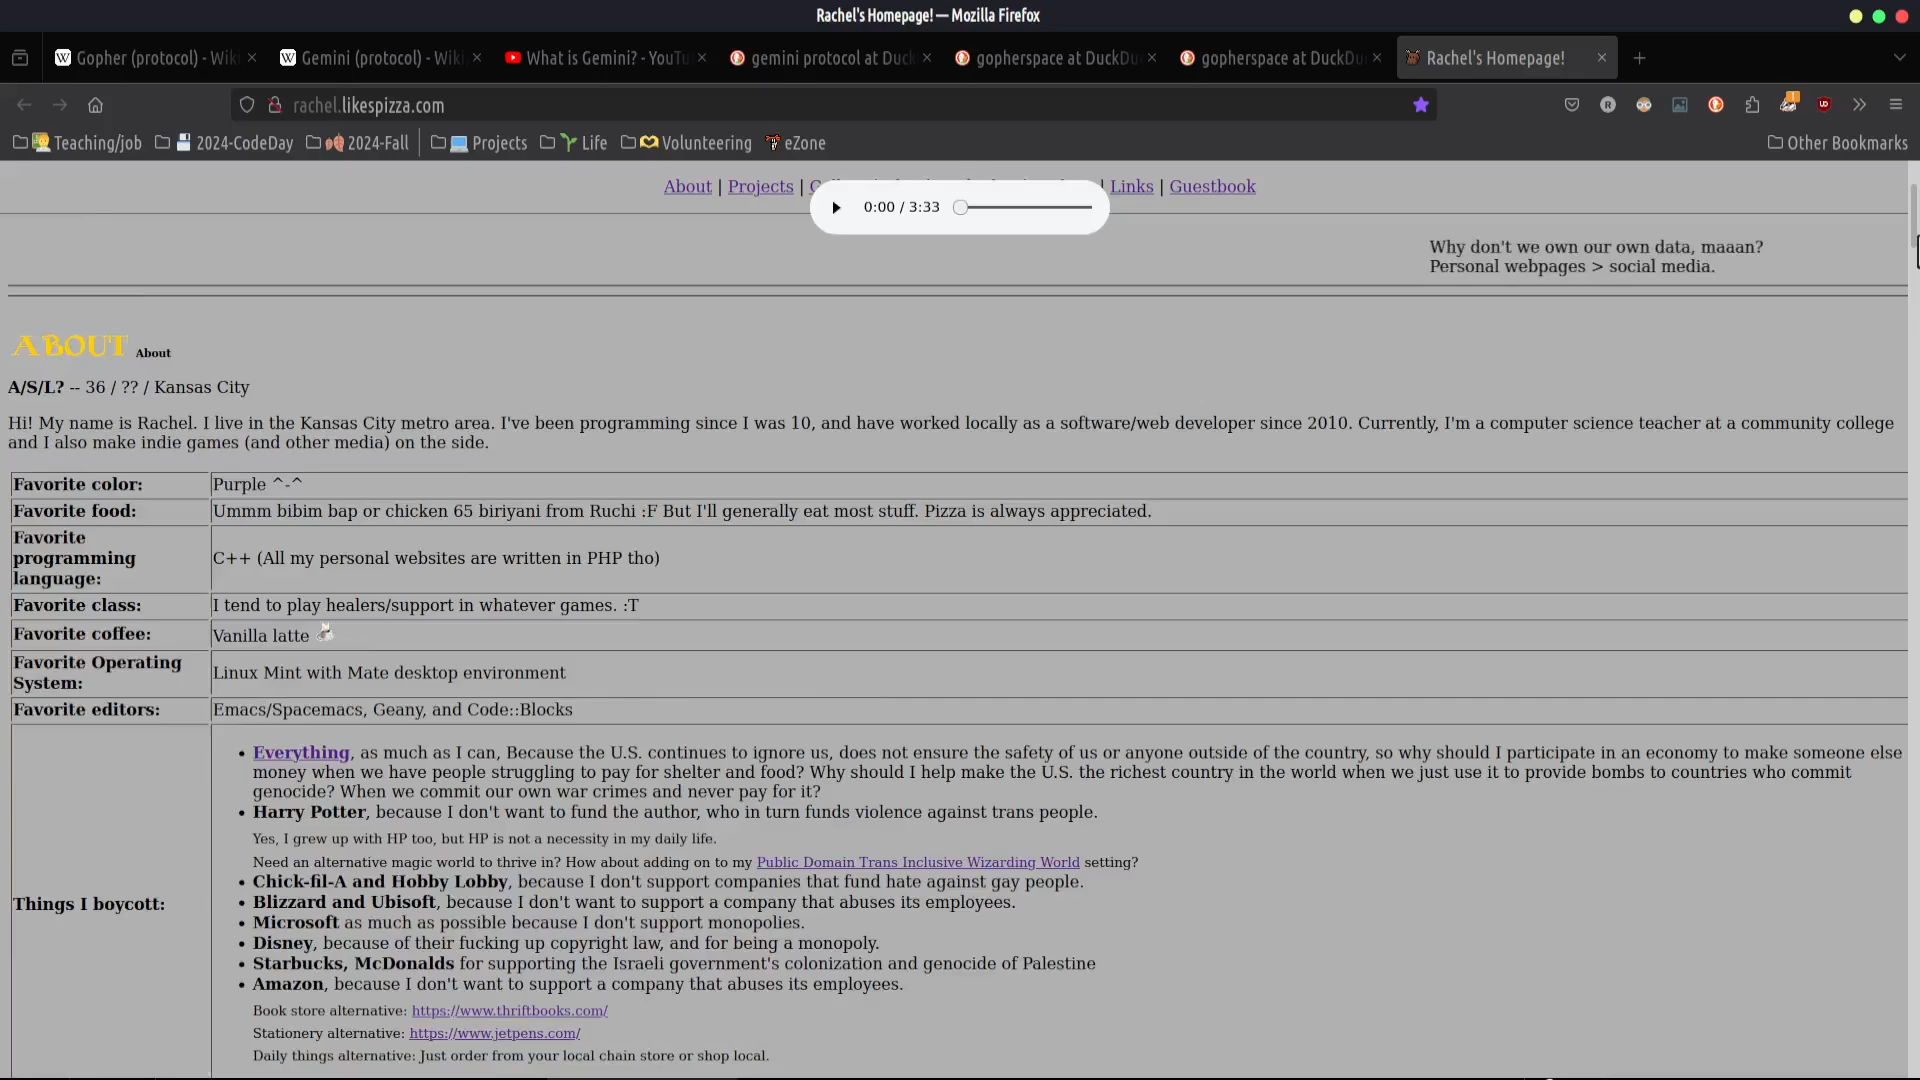 Rachel's Homepage! — Mozilla Firefox
Gopher (protocol) - Wik
Gemini (protocol) - Wiki
What is Gemini? - YouTu
gemini protocol at Duck
gopherspace at DuckDu
gopherspace at DuckDu
Rachel's Homepage!
rachel.likespizza.com
Teaching/job
2024-CodeDay
2024-Fall
Projects
Life
Volunteering
eZone
Other Bookmarks
About | Projects | | Links | Guestbook
0:00 / 3:33
Why don't we own our own data, maaan?
Personal webpages > social media.
ABOUT About
A/S/L? -- 36 / ?? / Kansas City
Hi! My name is Rachel. I live in the Kansas City metro area. I've been programming since I was 10, and have worked locally as a software/web developer since 2010. Currently, I'm a computer science teacher at a community college
and I also make indie games (and other media) on the side.
Favorite color: Purple ^-^
Favorite food: Ummm bibim bap or chicken 65 biriyani from Ruchi :F But I'll generally eat most stuff. Pizza is always appreciated.
Favorite
programming
language:
C++ (All my personal websites are written in PHP tho)
Favorite class: I tend to play healers/support in whatever games. :T
Favorite coffee: Vanilla latte
Favorite Operating
System:
Linux Mint with Mate desktop environment
Favorite editors: Emacs/Spacemacs, Geany, and Code::Blocks
Things I boycott:
• Everything, as much as I can, Because the U.S. continues to ignore us, does not ensure the safety of us or anyone outside of the country, so why should I participate in an economy to make someone else
money when we have people struggling to pay for shelter and food? Why should I help make the U.S. the richest country in the world when we just use it to provide bombs to countries who commit
genocide? When we commit our own war crimes and never pay for it?
• Harry Potter, because I don't want to fund the author, who in turn funds violence against trans people.
Yes, I grew up with HP too, but HP is not a necessity in my daily life.
Need an alternative magic world to thrive in? How about adding on to my Public Domain Trans Inclusive Wizarding World setting?
• Chick-fil-A and Hobby Lobby, because I don't support companies that fund hate against gay people.
• Blizzard and Ubisoft, because I don't want to support a company that abuses its employees.
• Microsoft as much as possible because I don't support monopolies.
• Disney, because of their fucking up copyright law, and for being a monopoly.
• Starbucks, McDonalds for supporting the Israeli government's colonization and genocide of Palestine
• Amazon, because I don't want to support a company that abuses its employees.
Book store alternative: https://www.thriftbooks.com/
Stationery alternative: https://www.jetpens.com/
Daily things alternative: Just order from your local chain store or shop local.